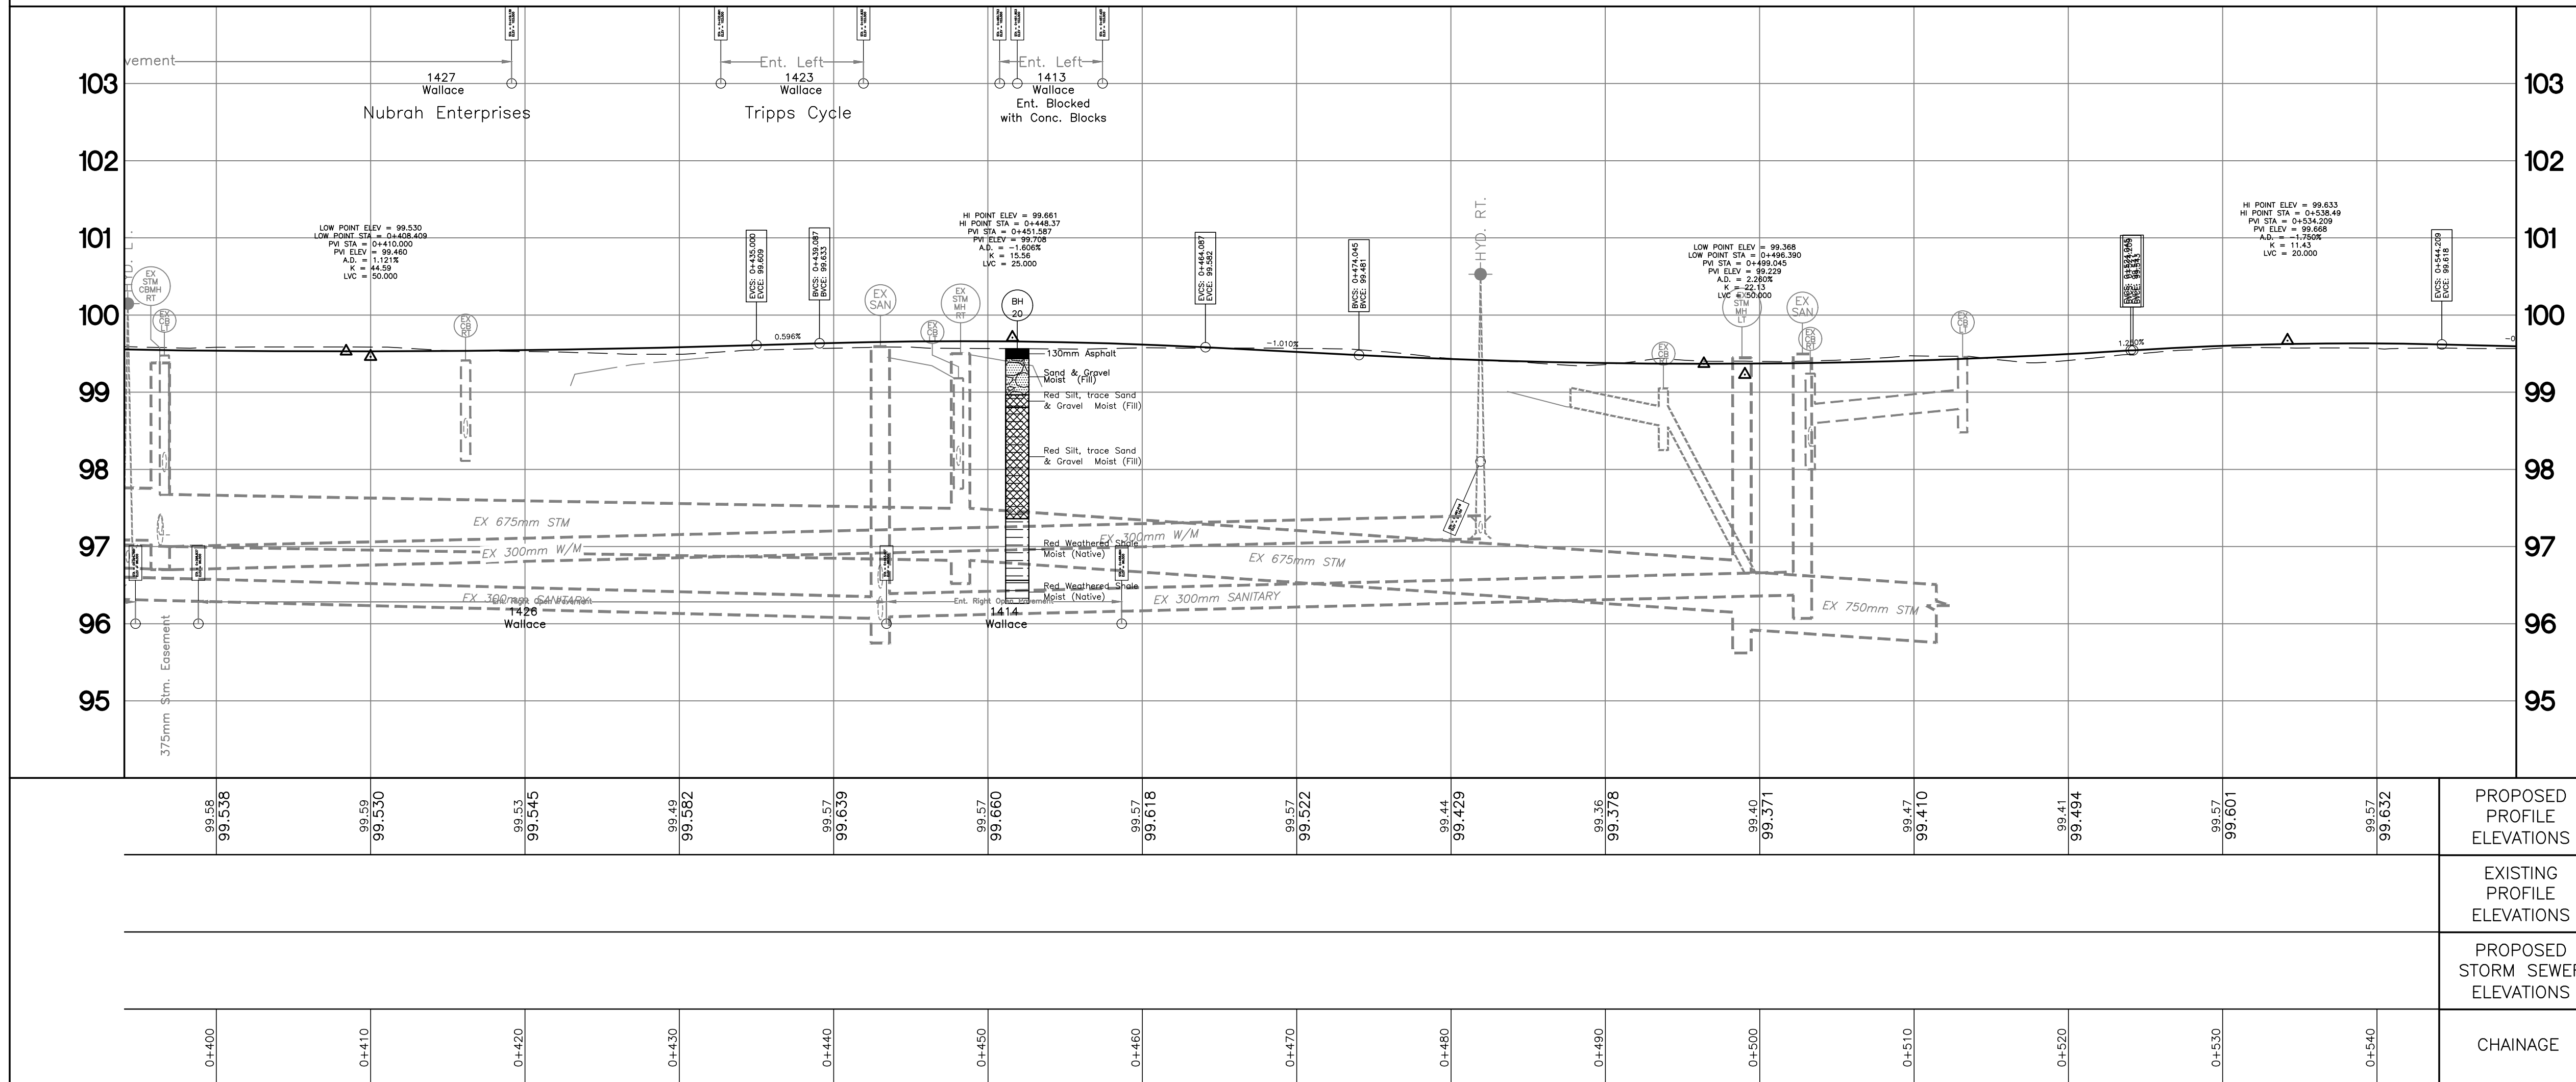 vement
Ent. Left
Ent. Left
103
1427
Wallace
Nubrah Enterprises
1423
Wallace
Tripps Cycle
1413
Wallace
Ent. Blocked
with Conc. Blocks
103
102
102
101
101
100
100
99
99
98
98
97
97
96
96
95
95
LOW POINT ELEV = 99.530
LOW POINT STA = 0+408.409
PVI STA = 0+410.000
PVI ELEV = 99.460
A.D. = 1.121%
K = 44.59
LVC = 50.000
EVCS: 0+435.000
EVCE: 99.609
BVCS: 0+439.087
BVCE: 99.633
HI POINT ELEV = 99.661
HI POINT STA = 0+448.37
PVI STA = 0+451.587
PVI ELEV = 99.708
A.D. = -1.606%
K = 15.56
LVC = 25.000
EVCS: 0+464.087
EVCE: 99.582
BVCS: 0+474.045
BVCE: 99.481
HYD. RT.
LOW POINT ELEV = 99.368
LOW POINT STA = 0+496.390
PVI STA = 0+499.045
PVI ELEV = 99.229
A.D. = 2.260%
K = 22.13
LVC = 50.000
HI POINT ELEV = 99.633
HI POINT STA = 0+538.49
PVI STA = 0+534.209
PVI ELEV = 99.668
A.D. = -1.750%
K = 11.43
LVC = 20.000
EVCS: 0+544.209
EVCE: 99.618
EX
STM
CBMH
RT
EX
CB
LT
EX
CB
RT
EX
SAN
EX
CB
LT
EX
STM
MH
RT
BH
20
EX
CB
RT
EX
STM
MH
LT
EX
SAN
EX
CB
RT
EX
CB
LT
0.596%
-1.010%
1.250%
-0
130mm Asphalt
Sand & Gravel
Moist (Fill)
Red Silt, trace Sand
& Gravel Moist (Fill)
Red Silt, trace Sand
& Gravel Moist (Fill)
Red Weathered Shale
Moist (Native)
Red Weathered Shale
Moist (Native)
EX 675mm STM
EX 300mm W/M
EX 300mm SANITARY
EX 300mm W/M
EX 675mm STM
EX 300mm SANITARY
EX 750mm STM
1426
Wallace
Ent. Right Open Pavement
1414
Wallace
375mm Stm. Easement
99.58
99.538
99.59
99.530
99.53
99.545
99.49
99.582
99.57
99.639
99.57
99.660
99.57
99.618
99.57
99.522
99.44
99.429
99.36
99.378
99.40
99.371
99.47
99.410
99.41
99.494
99.57
99.601
99.57
99.632
PROPOSED
PROFILE
ELEVATIONS
EXISTING
PROFILE
ELEVATIONS
PROPOSED
STORM SEWER
ELEVATIONS
0+400
0+410
0+420
0+430
0+440
0+450
0+460
0+470
0+480
0+490
0+500
0+510
0+520
0+530
0+540
CHAINAGE